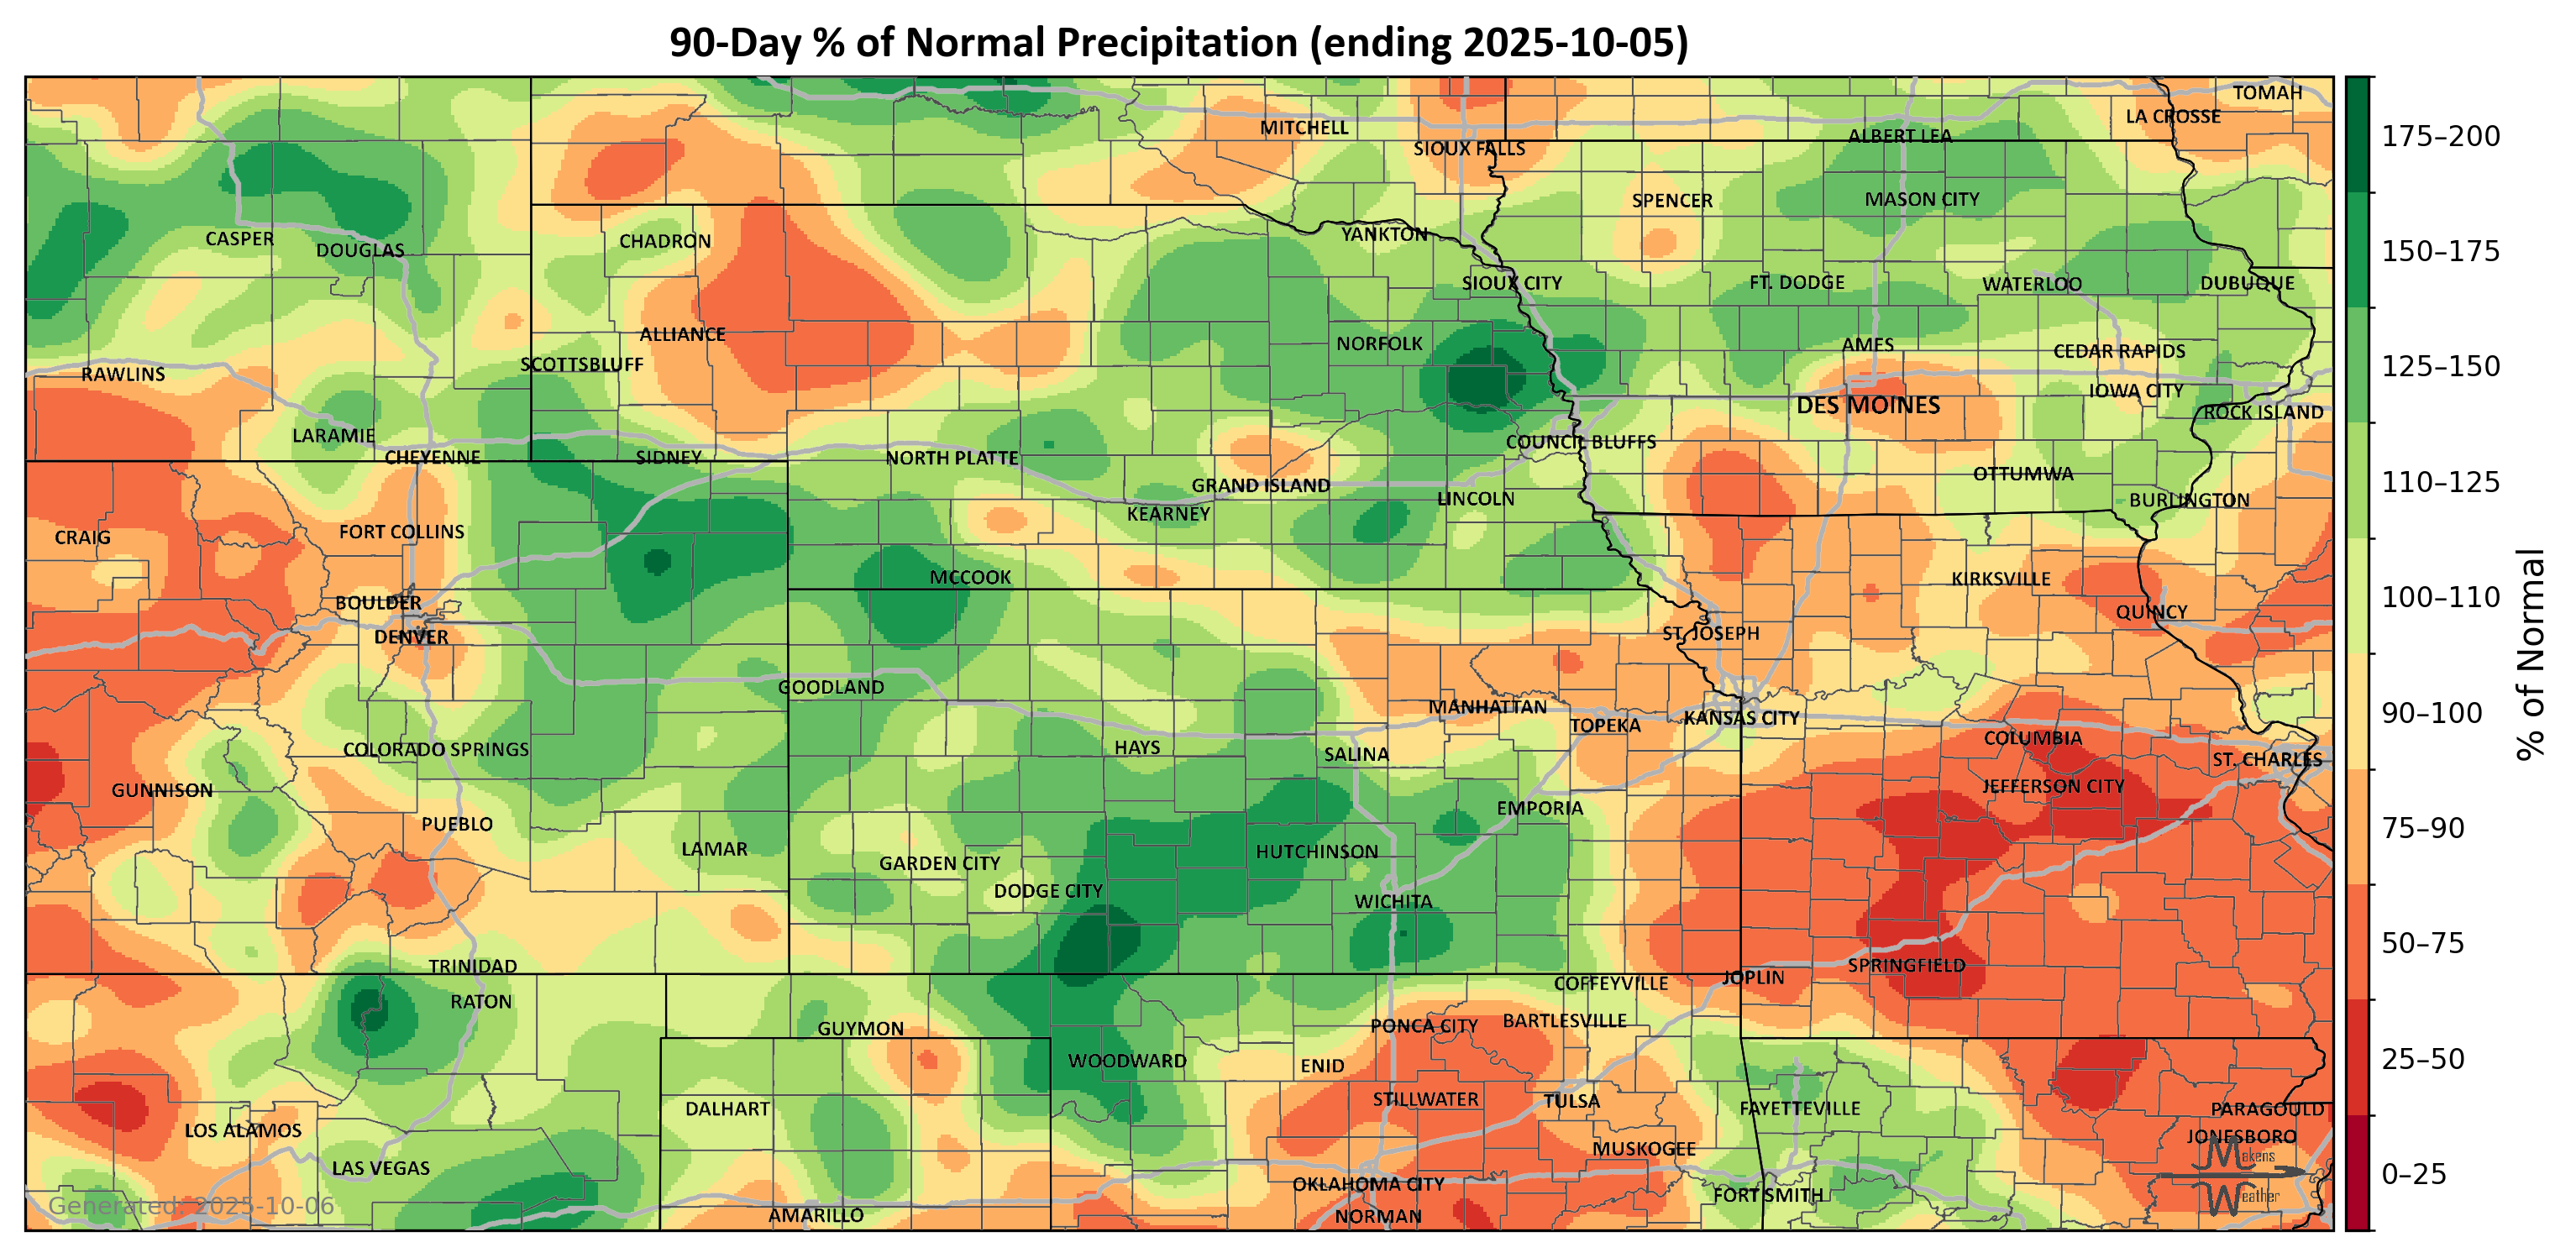 90-Day % of Normal Precipitation (ending 2025-10-05)
TOMAH
LA CROSSE
MITCHELL
ALBERT LEA
SIOUX FALLS
SPENCER
MASON CITY
YANKTON
CASPER
CHADRON
DOUGLAS
SIOUX CITY
FT. DODGE
WATERLOO
DUBUQUE
ALLIANCE
NORFOLK
AMES
CEDAR RAPIDS
SCOTTSBLUFF
RAWLINS
IOWA CITY
DES MOINES
ROCK ISLAND
LARAMIE
COUNCIL BLUFFS
CHEYENNE
SIDNEY
NORTH PLATTE
OTTUMWA
GRAND ISLAND
LINCOLN
BURLINGTON
KEARNEY
FORT COLLINS
CRAIG
MCCOOK
KIRKSVILLE
BOULDER
QUINCY
DENVER
ST. JOSEPH
GOODLAND
MANHATTAN
KANSAS CITY
TOPEKA
COLUMBIA
COLORADO SPRINGS
HAYS
SALINA
ST. CHARLES
GUNNISON
JEFFERSON CITY
EMPORIA
PUEBLO
LAMAR
HUTCHINSON
GARDEN CITY
DODGE CITY
WICHITA
TRINIDAD
SPRINGFIELD
JOPLIN
COFFEYVILLE
RATON
GUYMON
PONCA CITY
BARTLESVILLE
WOODWARD
ENID
STILLWATER
TULSA
DALHART
FAYETTEVILLE
PARAGOULD
LOS ALAMOS
JONESBORO
MUSKOGEE
LAS VEGAS
OKLAHOMA CITY
FORT SMITH
AMARILLO
NORMAN
Generated: 2025-10-06
Makens
Weather
175–200
150–175
125–150
110–125
100–110
90–100
75–90
50–75
25–50
0–25
% of Normal